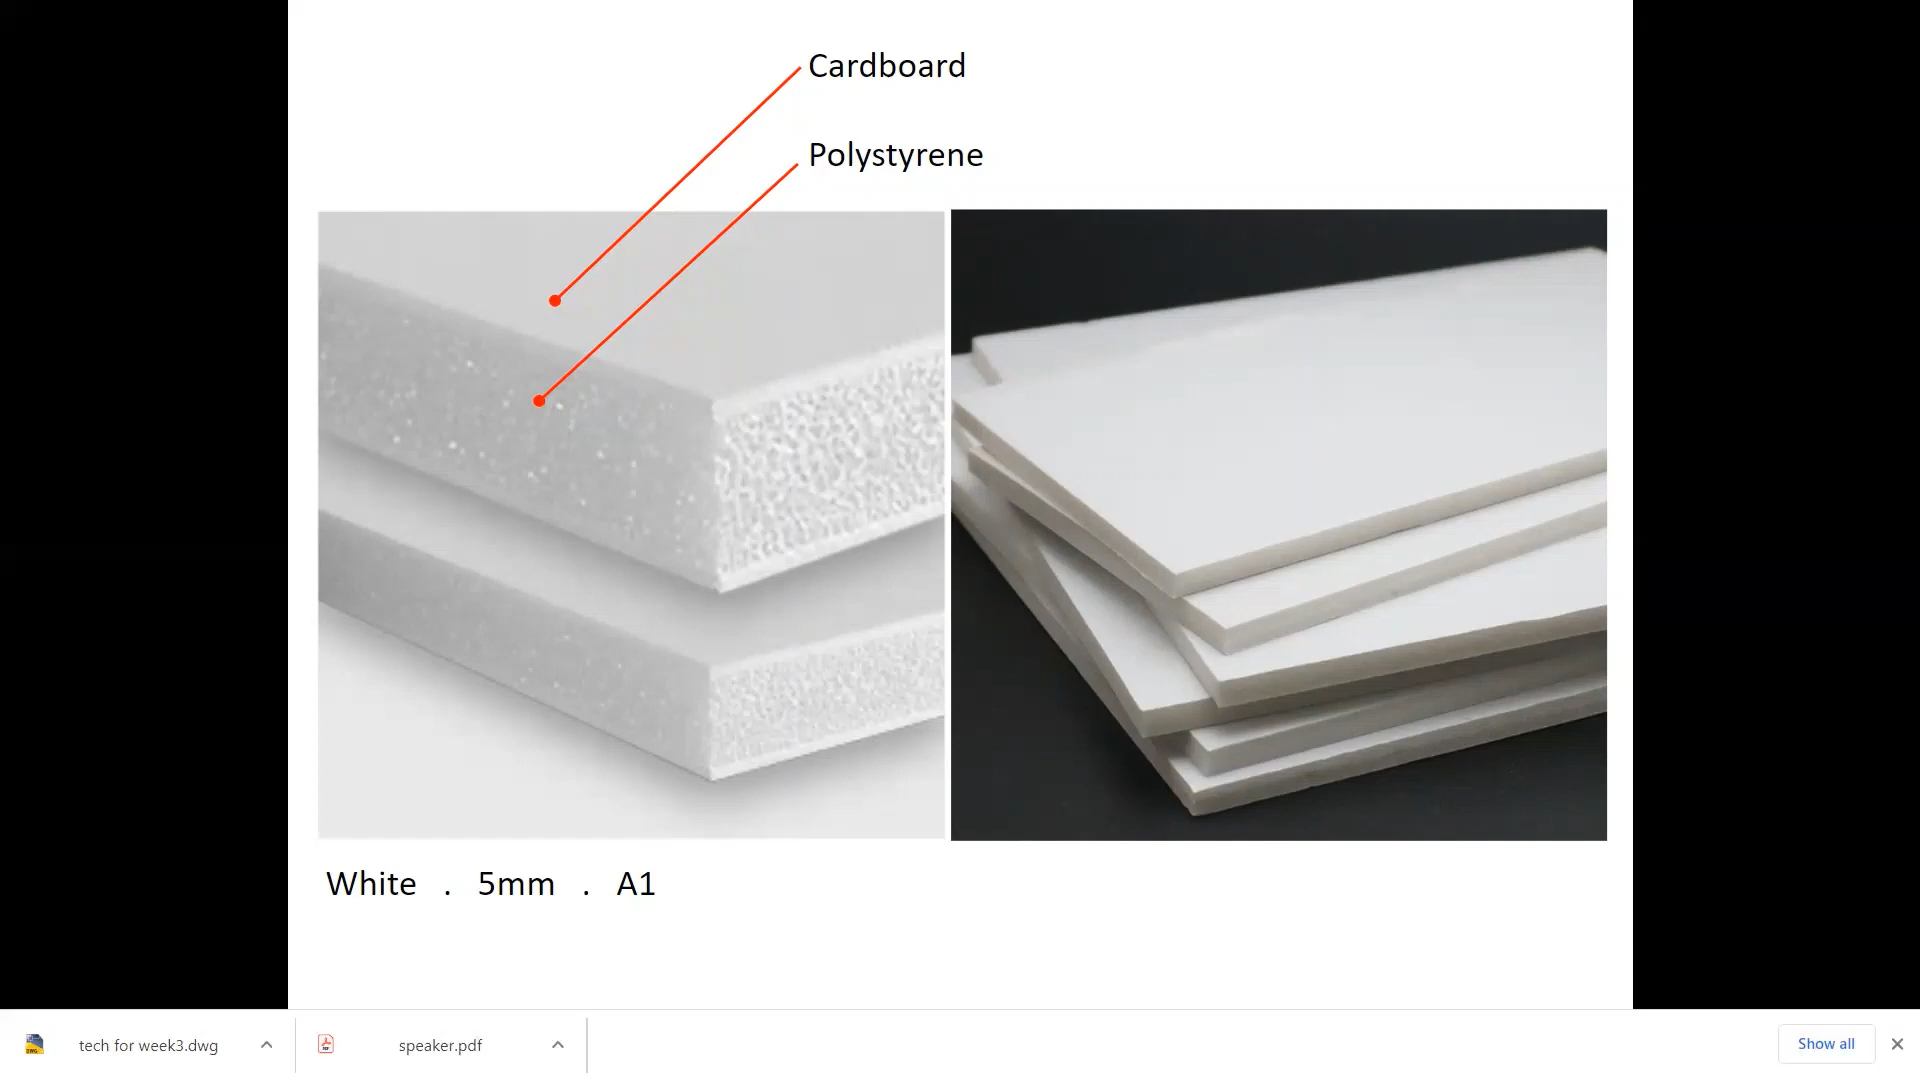 Cardboard
Polystyrene
White . 5mm . A1
tech for week3.dwg
speaker.pdf
Show all